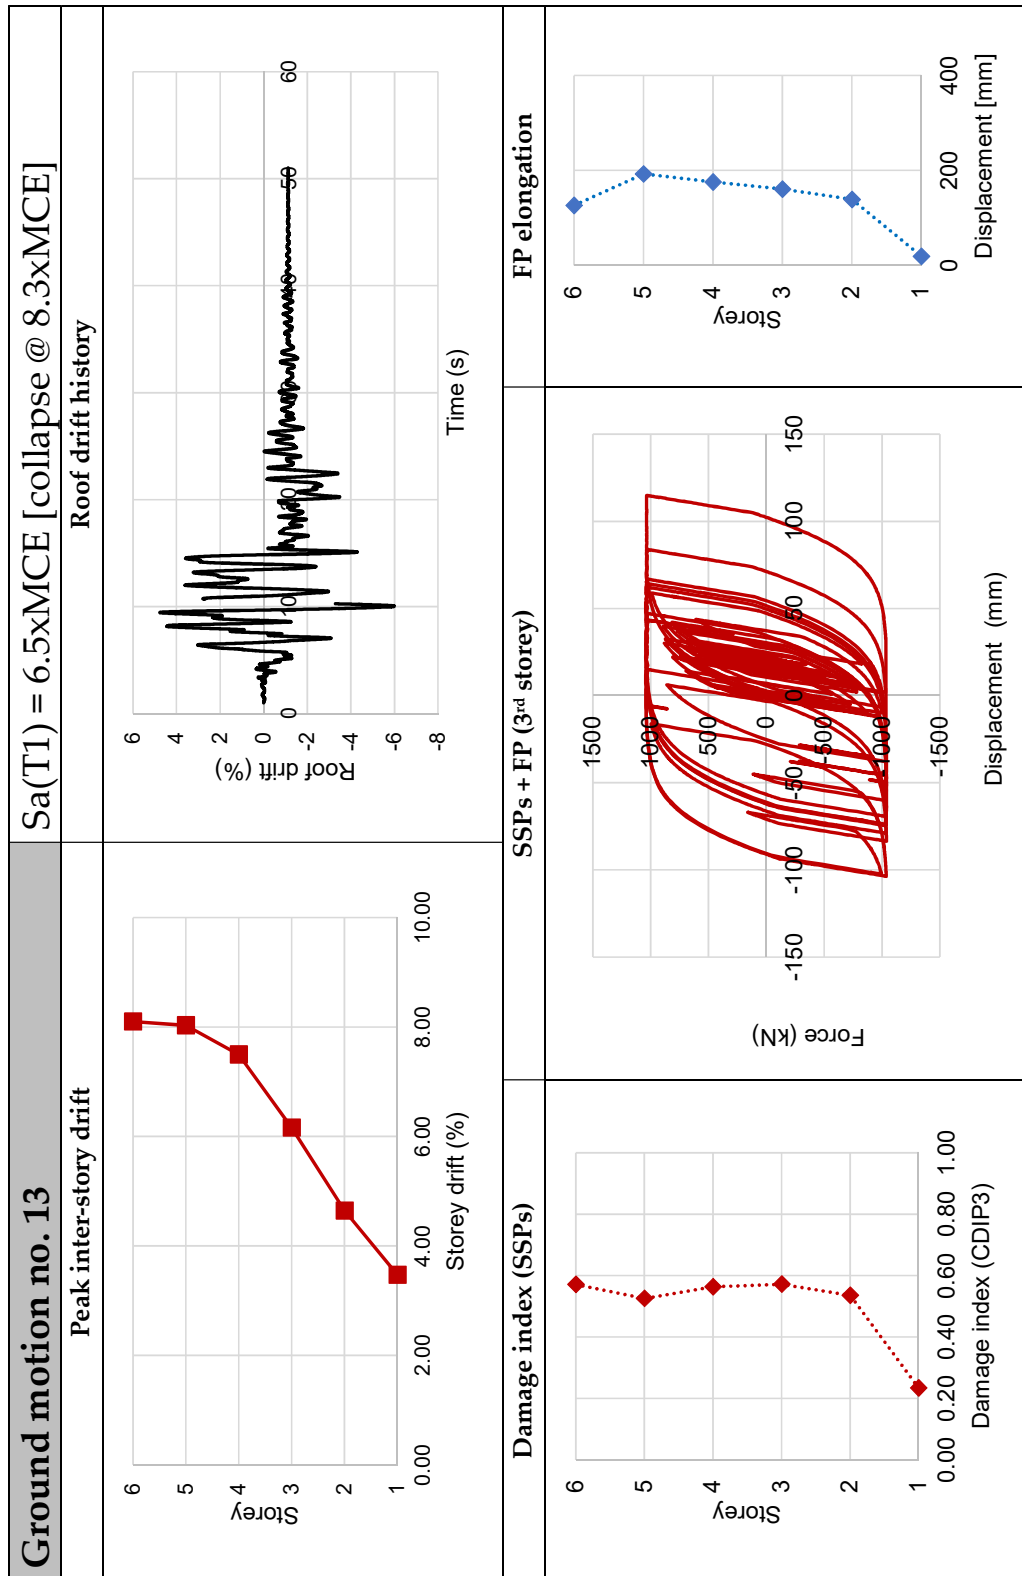 Ground motion no. 13
Sa(T1) = 6.5xMCE [collapse @ 8.3xMCE]
Peak inter-story drift
Roof drift history
6
5
4
3
2
1
Storey
0.00 2.00 4.00 6.00 8.00 10.00
Storey drift (%)
6
4
2
0
-2
-4
-6
-8
Roof drift (%)
0 10 20 30 40 50 60
Time (s)
Damage index (SSPs)
SSPs + FP (3rd storey)
FP elongation
6
5
4
3
2
1
Storey
0.00 0.20 0.40 0.60 0.80 1.00
Damage index (CDIP3)
1500
1000
500
0
-500
-1000
-1500
Force (kN)
-150 -100 -50 0 50 100 150
Displacement (mm)
6
5
4
3
2
1
Storey
0 200 400
Displacement [mm]